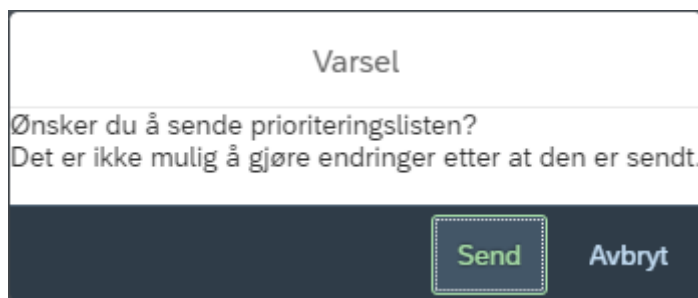 Varsel
Ønsker du å sende prioriteringslisten?
Det er ikke mulig å gjøre endringer etter at den er sendt.
Send
Avbryt